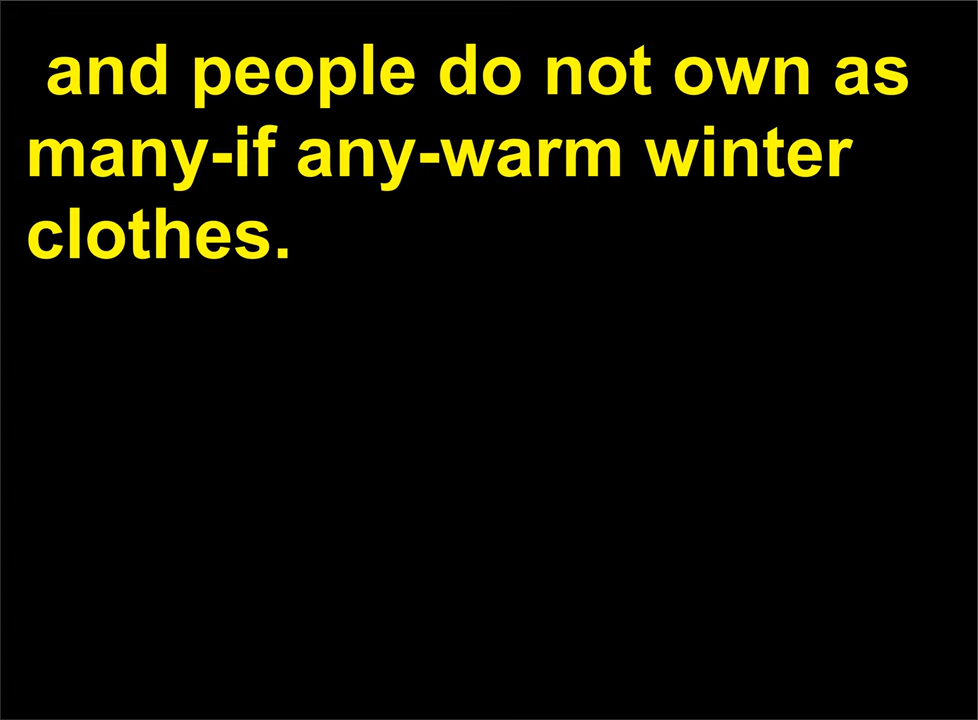 and people do not own as
many-if any-warm winter
clothes.